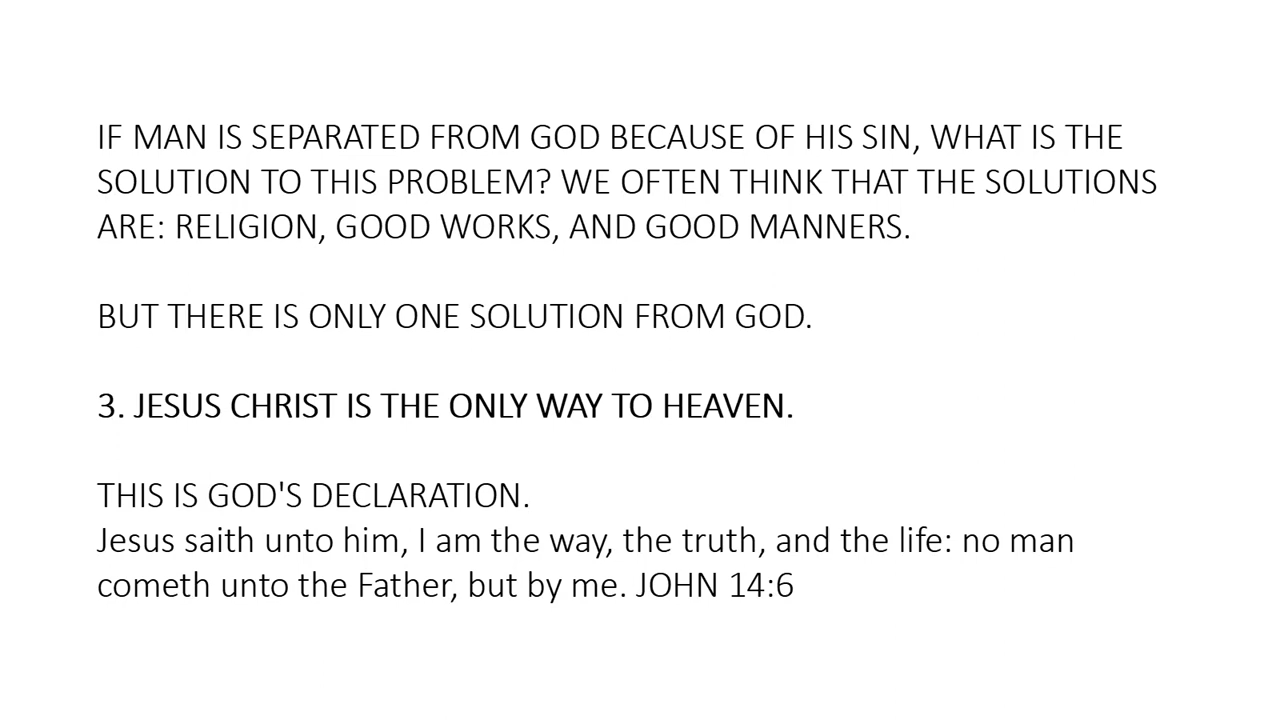 IF MAN IS SEPARATED FROM GOD BECAUSE OF HIS SIN, WHAT IS THE
SOLUTION TO THIS PROBLEM? WE OFTEN THINK THAT THE SOLUTIONS
ARE: RELIGION, GOOD WORKS, AND GOOD MANNERS.
BUT THERE IS ONLY ONE SOLUTION FROM GOD.
3. JESUS CHRIST IS THE ONLY WAY TO HEAVEN.
THIS IS GOD'S DECLARATION.
Jesus saith unto him, I am the way, the truth, and the life: no man
cometh unto the Father, but by me. JOHN 14:6